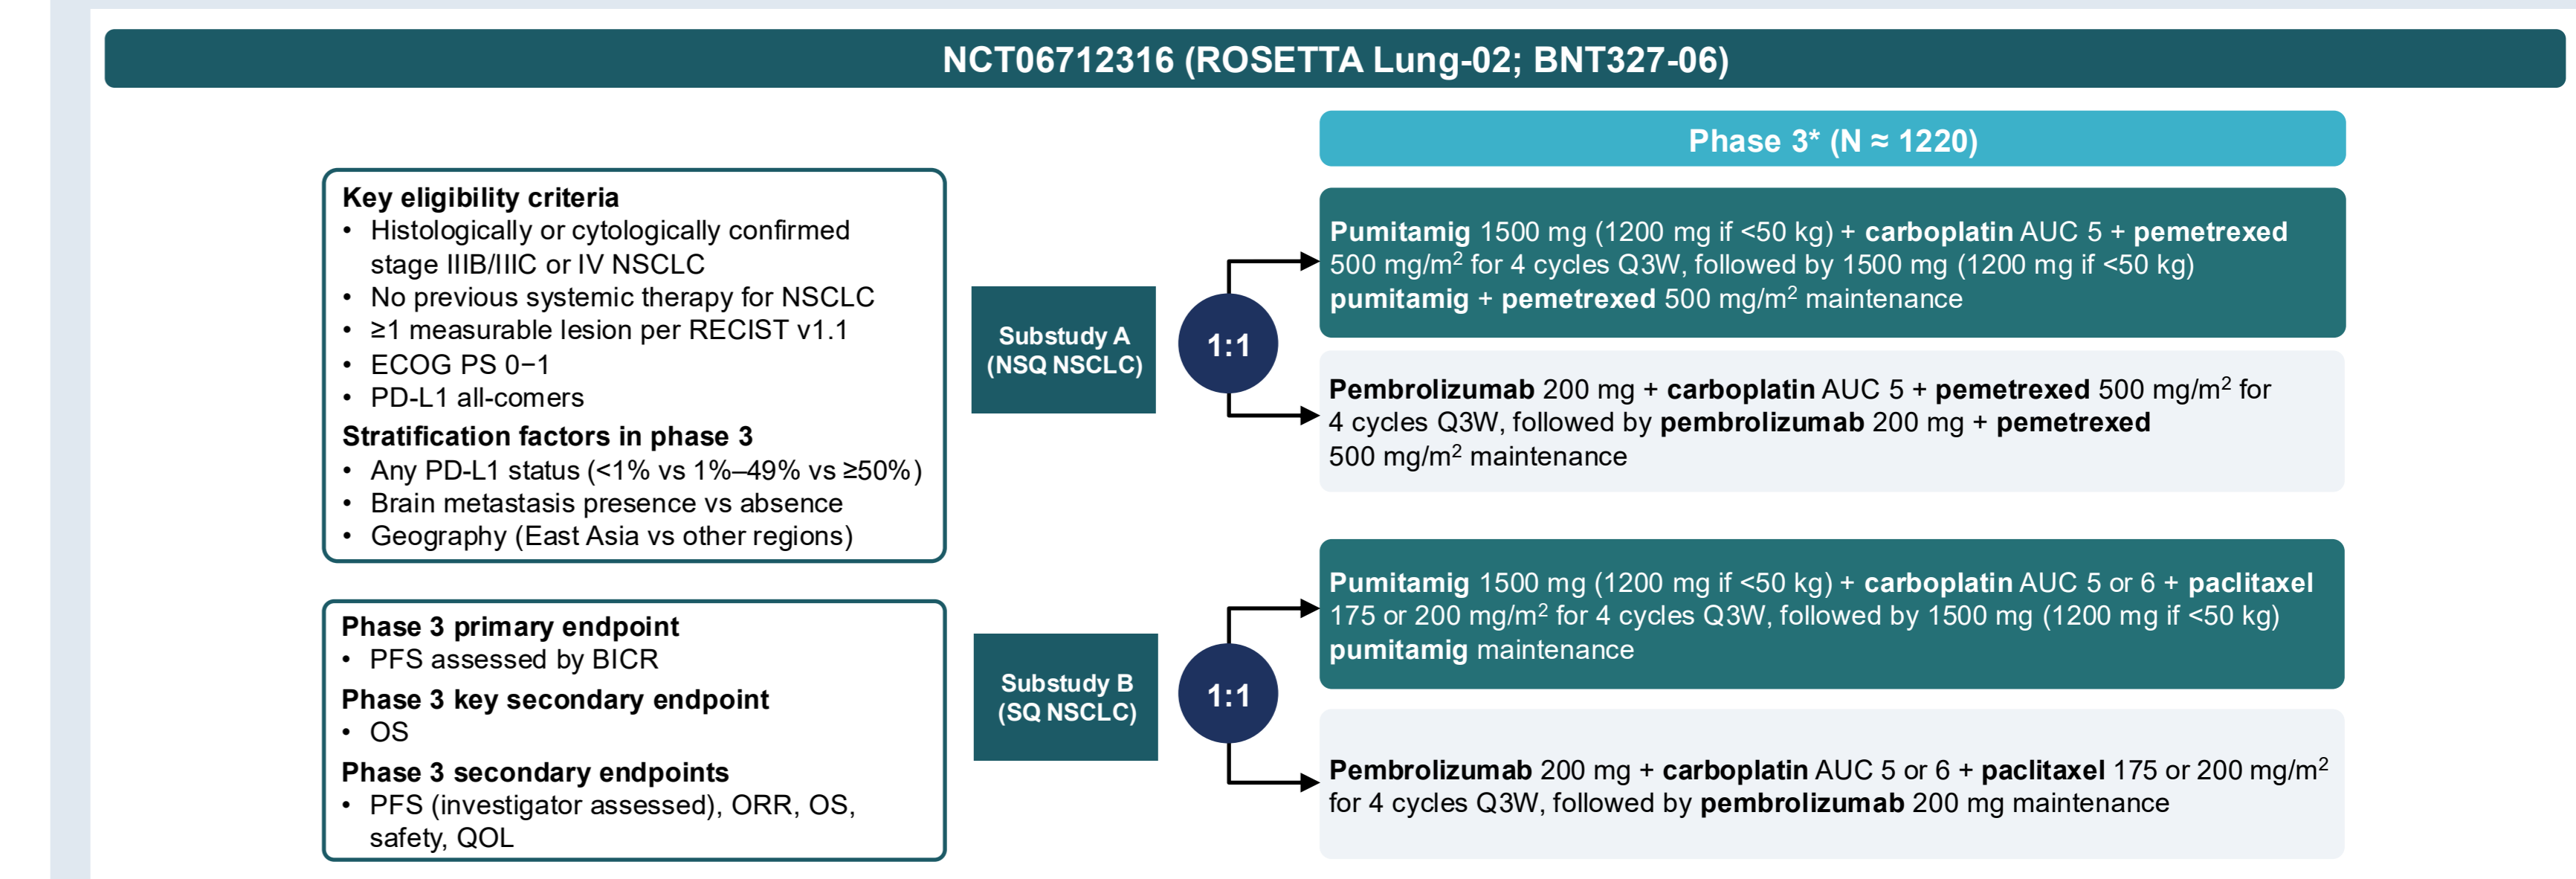 NCT06712316 (ROSETTA Lung-02; BNT327-06)
Phase 3* (N ≈ 1220)
Key eligibility criteria
• Histologically or cytologically confirmed
stage IIIB/IIIC or IV NSCLC
• No previous systemic therapy for NSCLC
• ≥1 measurable lesion per RECIST v1.1
• ECOG PS 0−1
• PD-L1 all-comers
Stratification factors in phase 3
• Any PD-L1 status (<1% vs 1%–49% vs ≥50%)
• Brain metastasis presence vs absence
• Geography (East Asia vs other regions)
Phase 3 primary endpoint
• PFS assessed by BICR
Phase 3 key secondary endpoint
• OS
Phase 3 secondary endpoints
• PFS (investigator assessed), ORR, OS,
safety, QOL
Substudy A
(NSQ NSCLC)
1:1
Pumitamig 1500 mg (1200 mg if <50 kg) + carboplatin AUC 5 + pemetrexed
500 mg/m² for 4 cycles Q3W, followed by 1500 mg (1200 mg if <50 kg)
pumitamig + pemetrexed 500 mg/m² maintenance
Pembrolizumab 200 mg + carboplatin AUC 5 + pemetrexed 500 mg/m² for
4 cycles Q3W, followed by pembrolizumab 200 mg + pemetrexed
500 mg/m² maintenance
Substudy B
(SQ NSCLC)
1:1
Pumitamig 1500 mg (1200 mg if <50 kg) + carboplatin AUC 5 or 6 + paclitaxel
175 or 200 mg/m² for 4 cycles Q3W, followed by 1500 mg (1200 mg if <50 kg)
pumitamig maintenance
Pembrolizumab 200 mg + carboplatin AUC 5 or 6 + paclitaxel 175 or 200 mg/m²
for 4 cycles Q3W, followed by pembrolizumab 200 mg maintenance